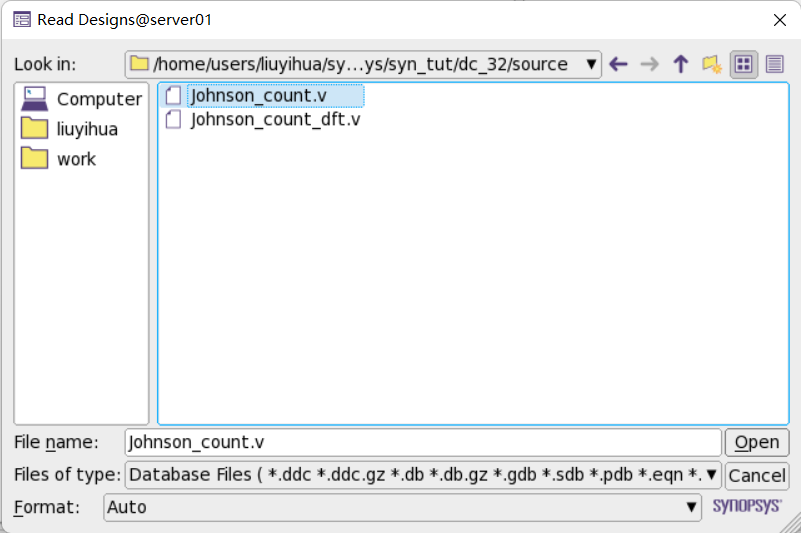 Read Designs@server01
Look in: /home/users/liuyihua/sy…ys/syn_tut/dc_32/source
Computer
liuyihua
work
Johnson_count.v
Johnson_count_dft.v
File name: Johnson_count.v Open
Files of type: Database Files ( *.ddc *.ddc.gz *.db *.db.gz *.gdb *.sdb *.pdb *.eqn *. Cancel
Format: Auto SYNOPSYS®